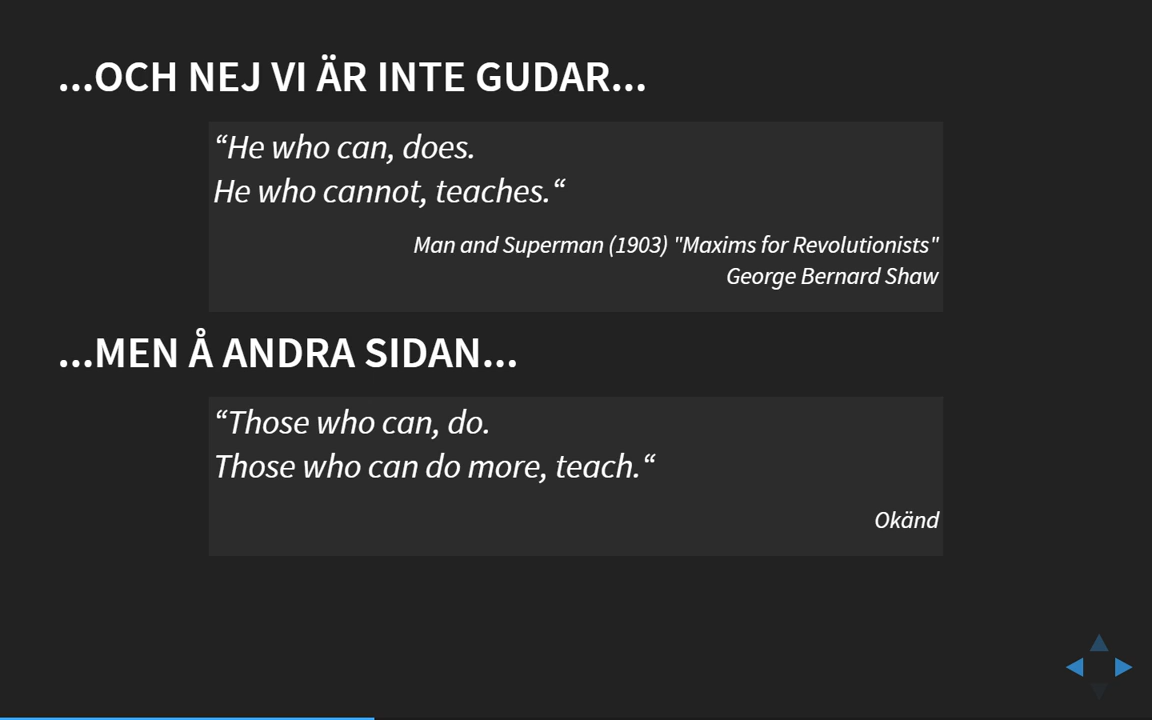 ...OCH NEJ VI ÄR INTE GUDAR...
“He who can, does.
He who cannot, teaches.“
Man and Superman (1903) "Maxims for Revolutionists"
George Bernard Shaw
...MEN Å ANDRA SIDAN...
“Those who can, do.
Those who can do more, teach.“
Okänd